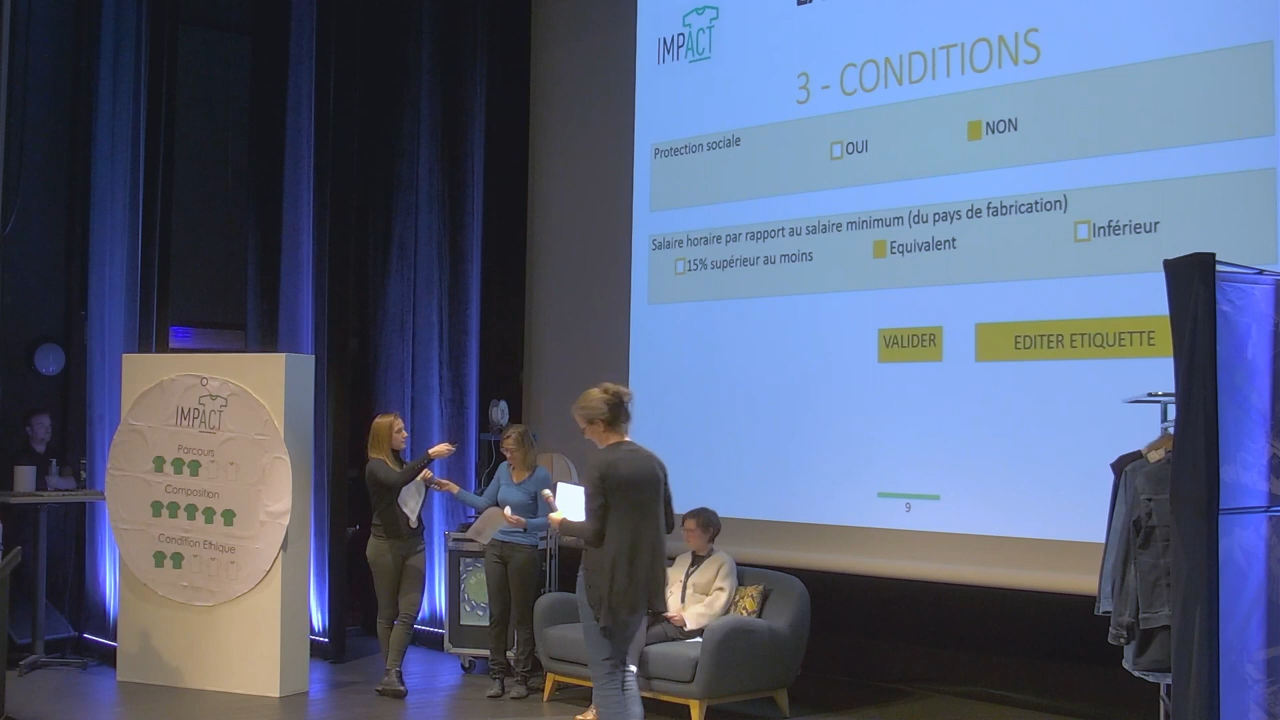 IMPACT
3 - CONDITIONS
Protection sociale
OUI
NON
Salaire horaire par rapport au salaire minimum (du pays de fabrication)
15% supérieur au moins
Equivalent
Inférieur
VALIDER
EDITER ETIQUETTE
9
IMPACT
Parcours
Composition
Condition Ethique